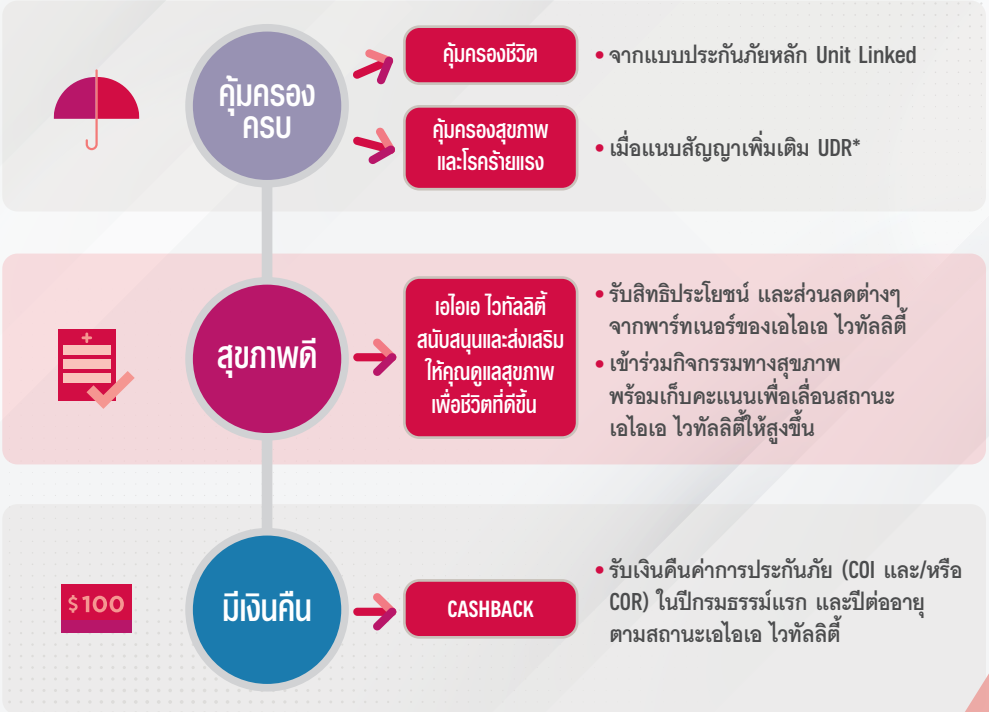 คุ้มครอง
ครบ
คุ้มครองชีวิต
• จากแบบประกันภัยหลัก Unit Linked
คุ้มครองสุขภาพ
และโรคร้ายแรง
• เมื่อแนบสัญญาเพิ่มเติม UDR*
สุขภาพดี
เอไอเอ ไวทัลลิตี้
สนับสนุนและส่งเสริม
ให้คุณดูแลสุขภาพ
เพื่อชีวิตที่ดีขึ้น
• รับสิทธิประโยชน์ และส่วนลดต่างๆ
จากพาร์ทเนอร์ของเอไอเอ ไวทัลลิตี้
• เข้าร่วมกิจกรรมทางสุขภาพ
พร้อมเก็บคะแนนเพื่อเลื่อนสถานะ
เอไอเอ ไวทัลลิตี้ให้สูงขึ้น
$100
มีเงินคืน
CASHBACK
• รับเงินคืนค่าการประกันภัย (COI และ/หรือ
COR) ในปีกรมธรรม์แรก และปีต่ออายุ
ตามสถานะเอไอเอ ไวทัลลิตี้